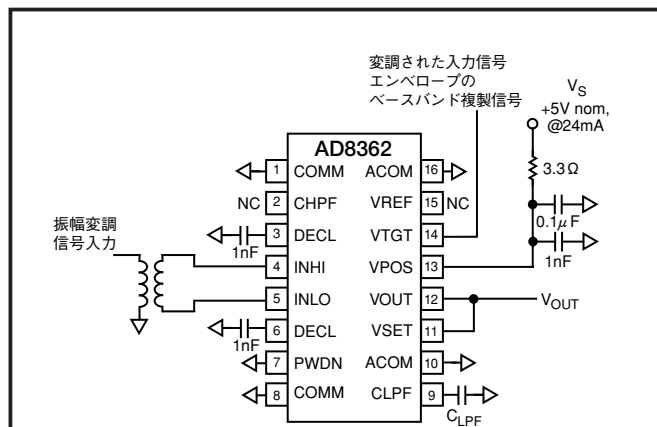 変調された入力信号
エンベロープの
ベースバンド複製信号
VS
+5V nom,
@24mA
AD8362
3.3Ω
1 COMM ACOM 16
NC 2 CHPF VREF 15 NC
0.1μF
振幅変調
信号入力
3 DECL VTGT 14
1nF
1nF
4 INHI VPOS 13
5 INLO VOUT 12
VOUT
6 DECL VSET 11
1nF
7 PWDN ACOM 10
8 COMM CLPF 9
CLPF